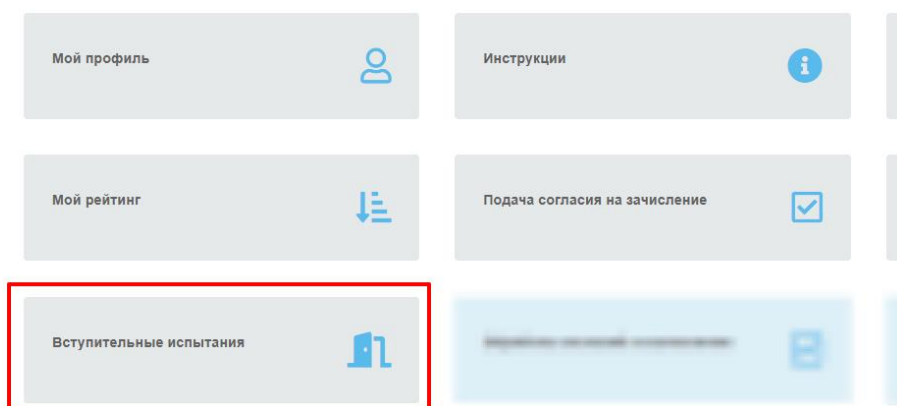 Мой профиль
Инструкции
Мой рейтинг
Подача согласия на зачисление
Вступительные испытания